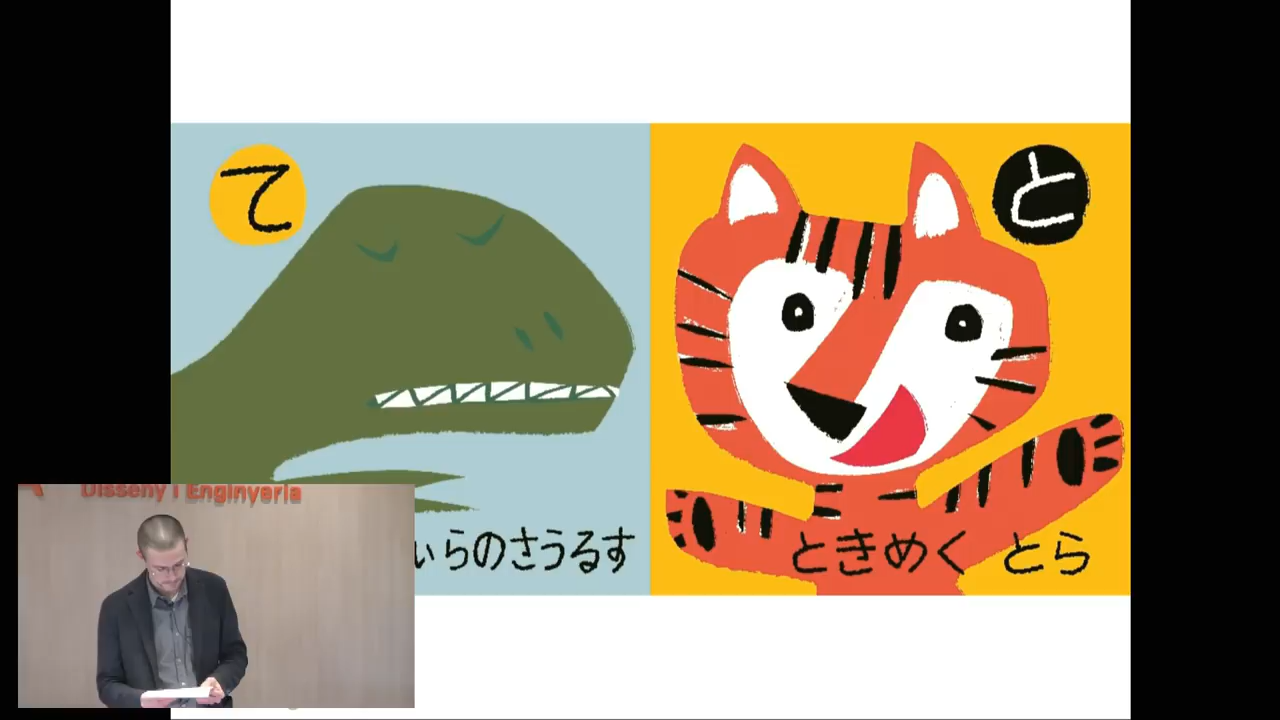 て
と
いらのさうるす
ときめく とら
Disseny i Enginyeria